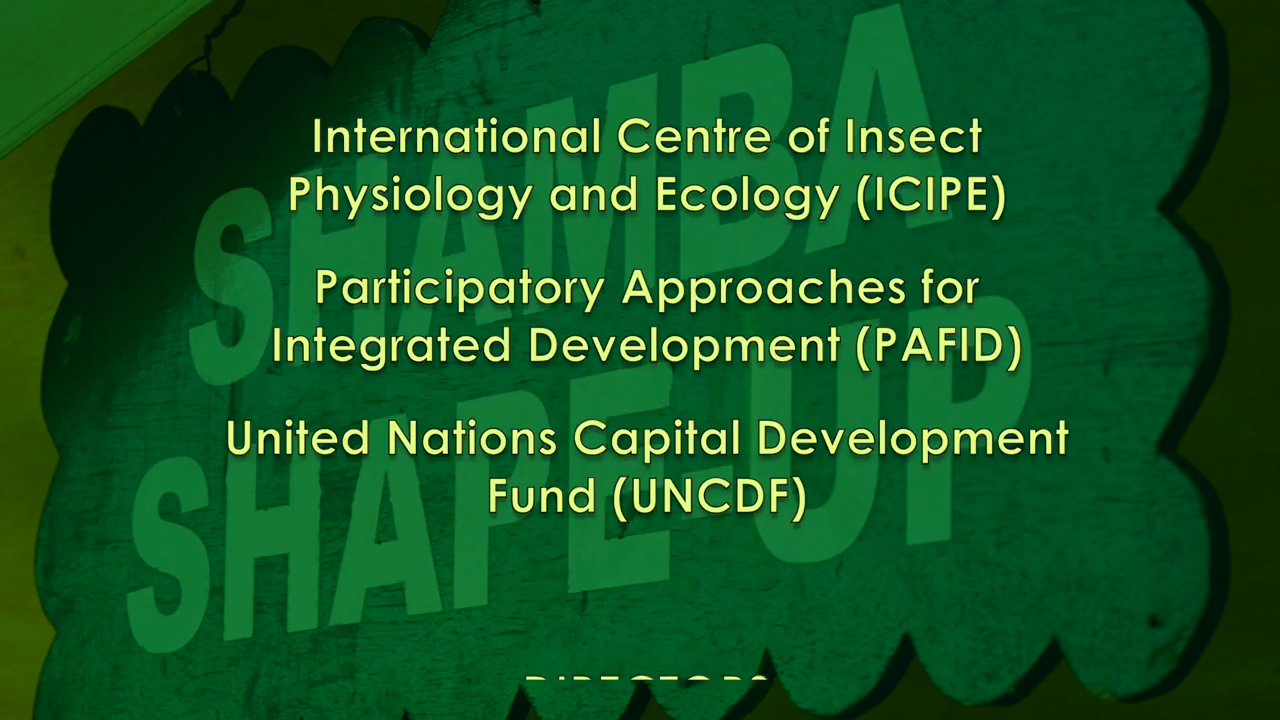 International Centre of Insect
Physiology and Ecology (ICIPE)
Participatory Approaches for
Integrated Development (PAFID)
United Nations Capital Development
Fund (UNCDF)
SHAMBA
SHAPE-UP